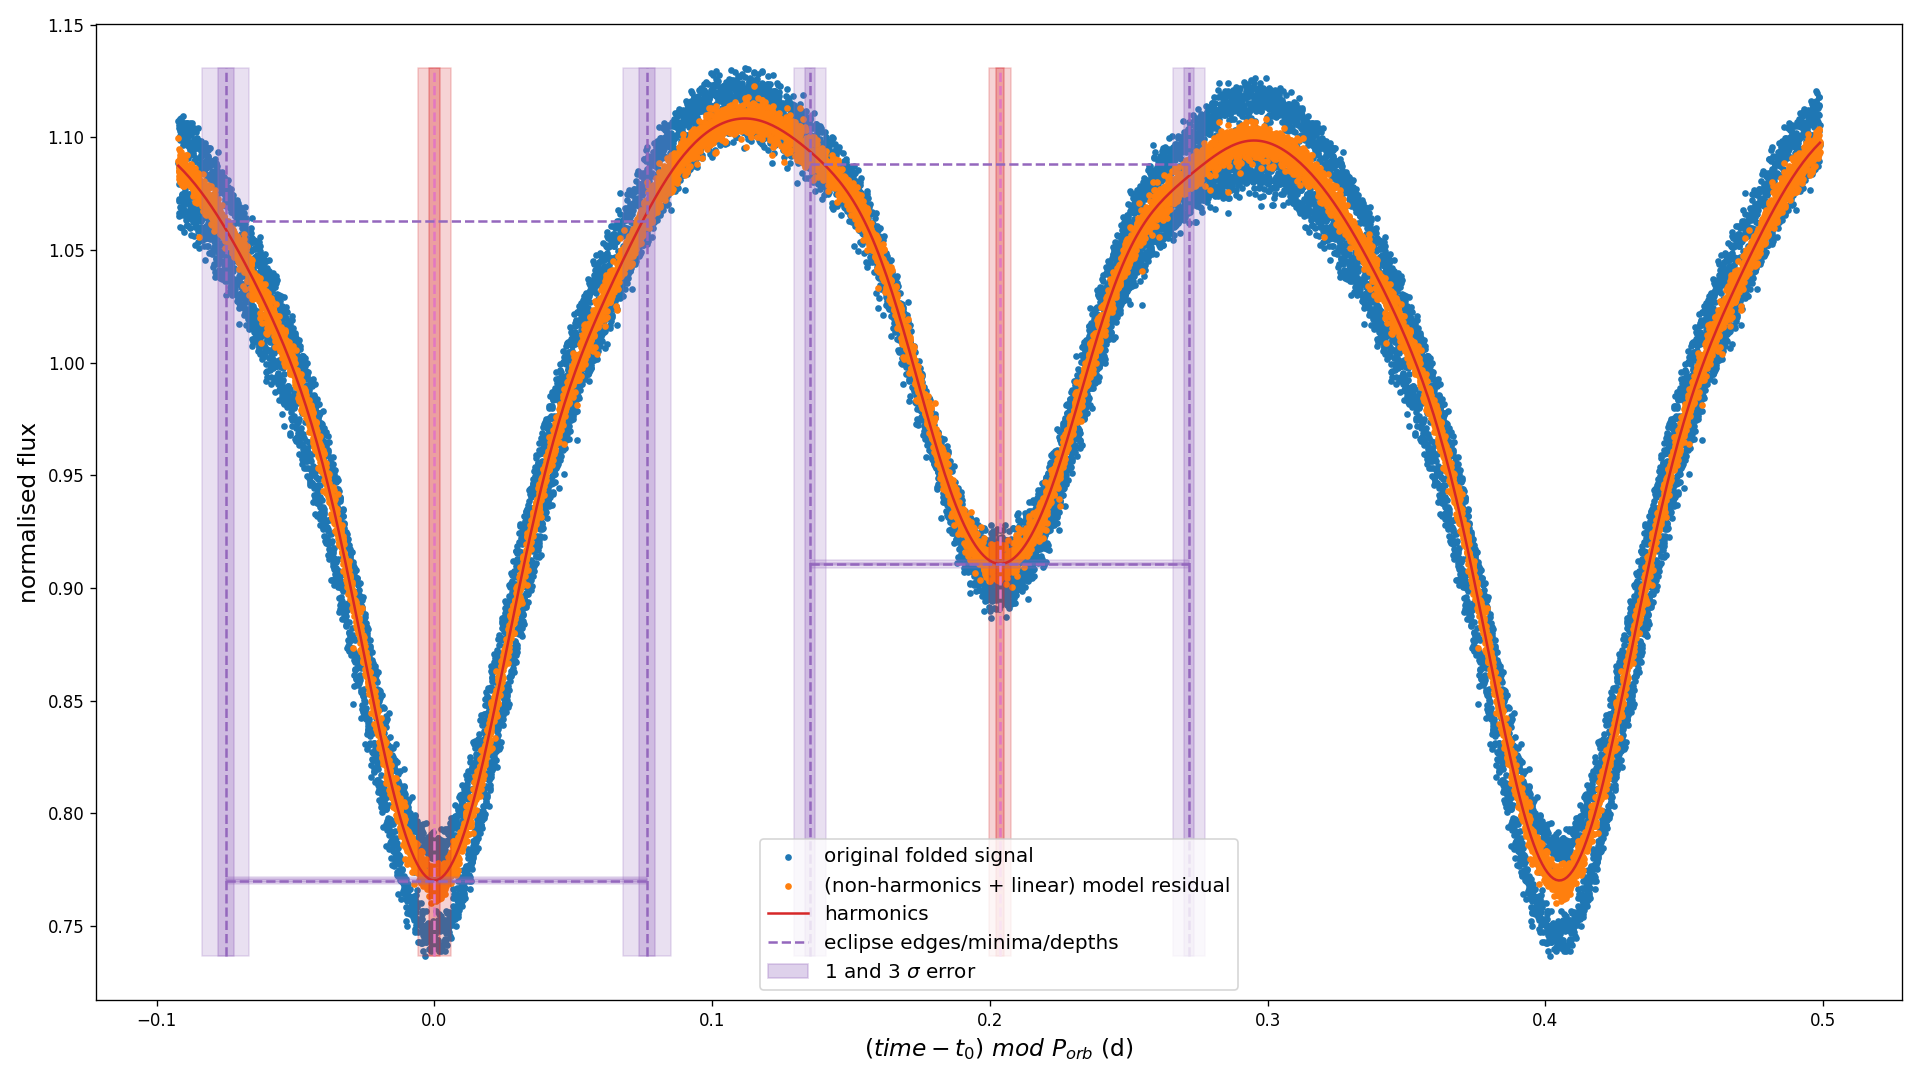 1.15
1.10
1.05
1.00
0.95
0.90
0.85
0.80
0.75
normalised flux
original folded signal
(non-harmonics + linear) model residual
harmonics
eclipse edges/minima/depths
1 and 3 σ error
−0.1 0.0 0.1 0.2 0.3 0.4 0.5
(time − t₀) mod P_orb (d)